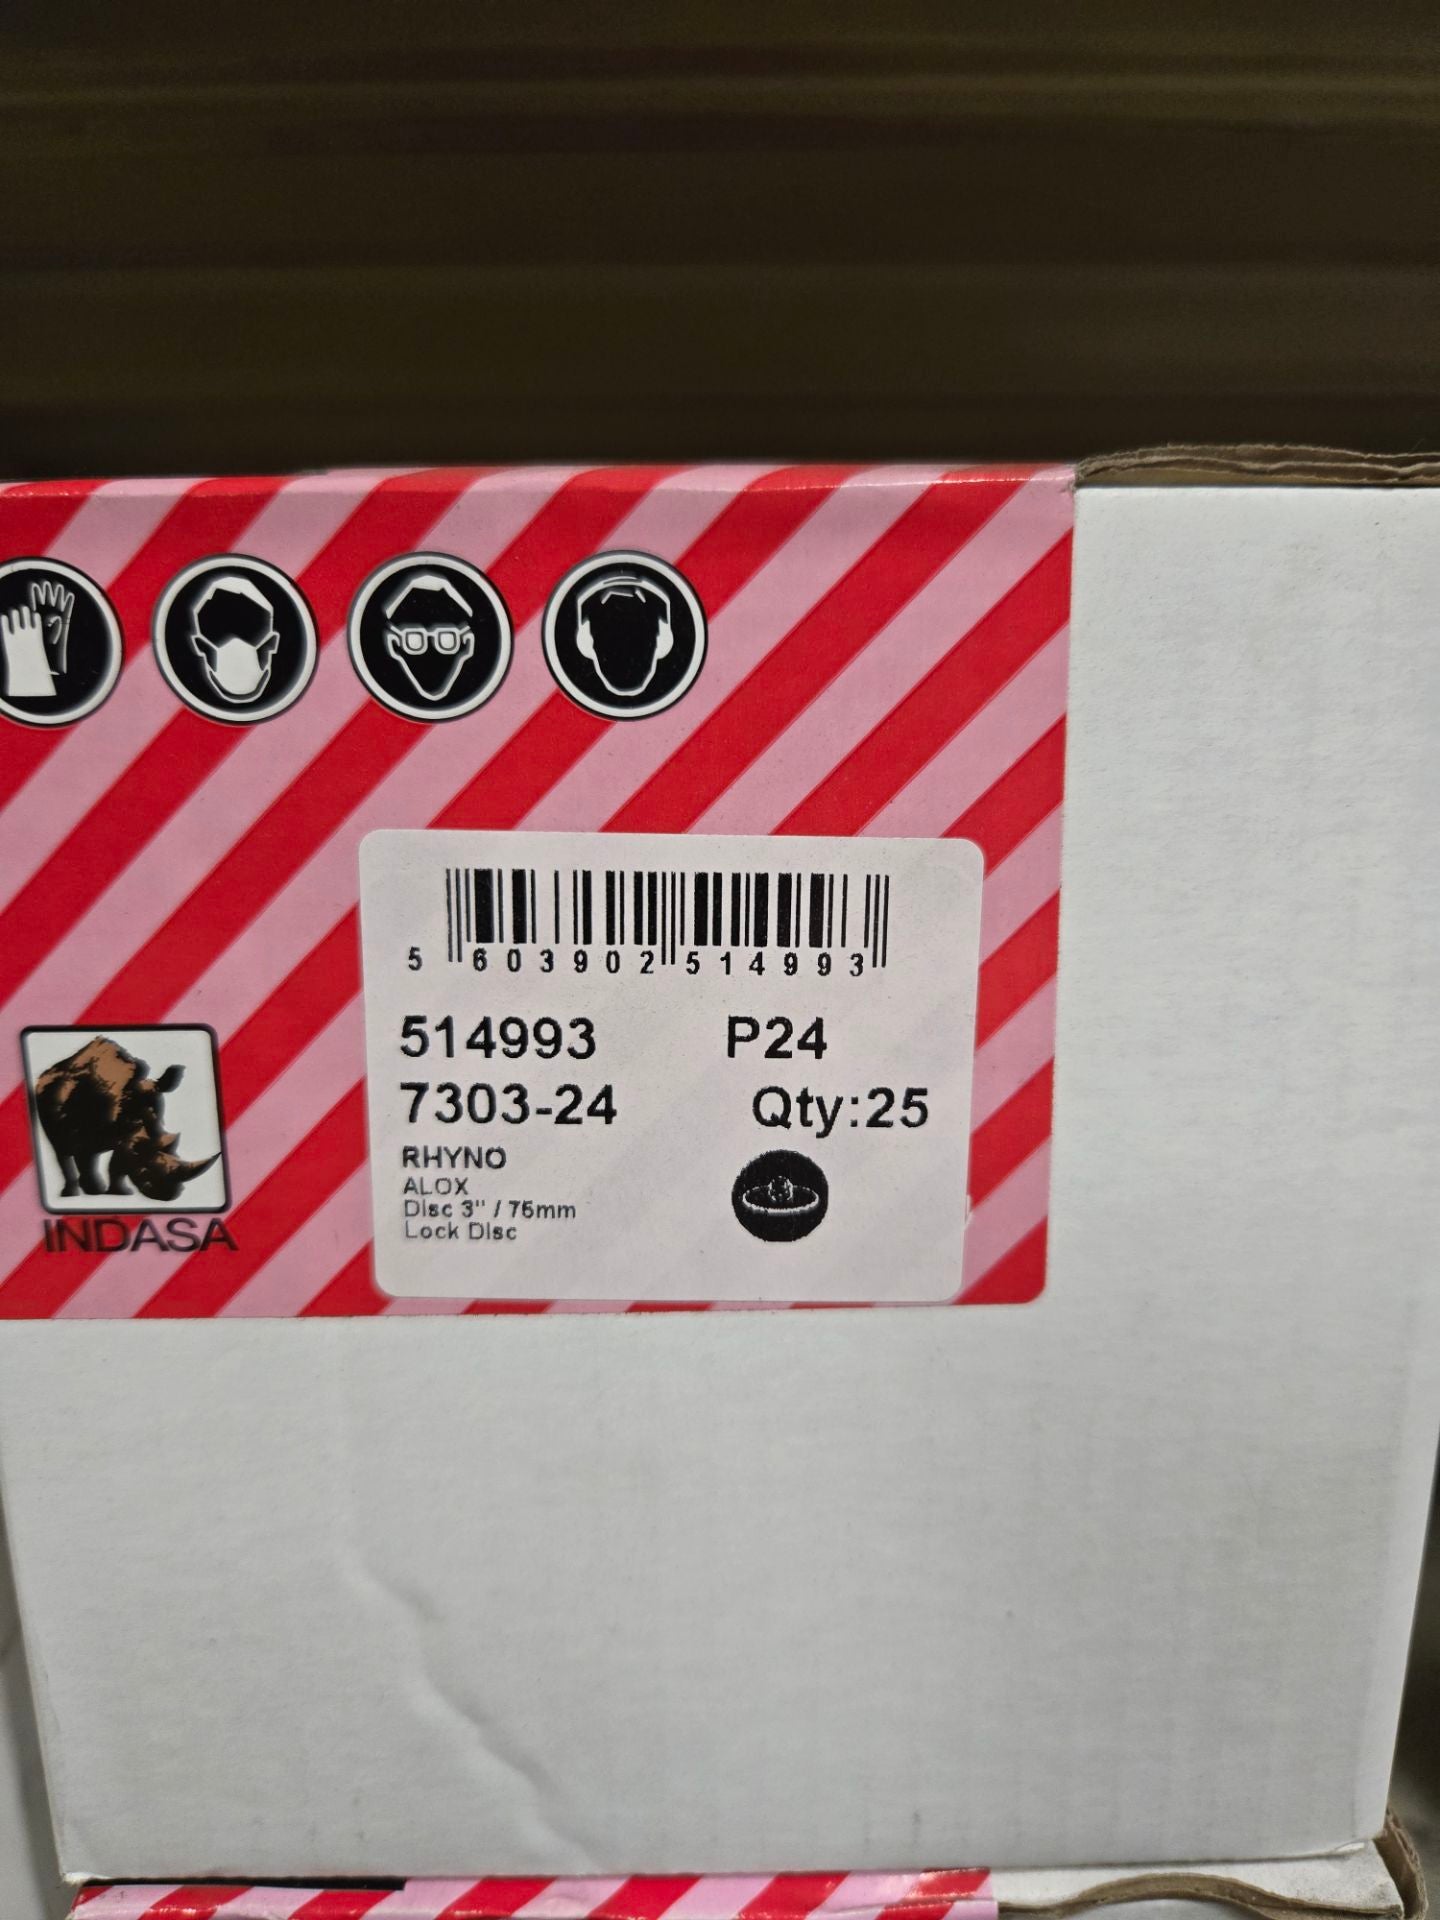 5 603902 514993
514993 P24
7303-24 Qty:25
RHYNO
ALOX
Disc 3" / 75mm
Lock Disc
INDASA